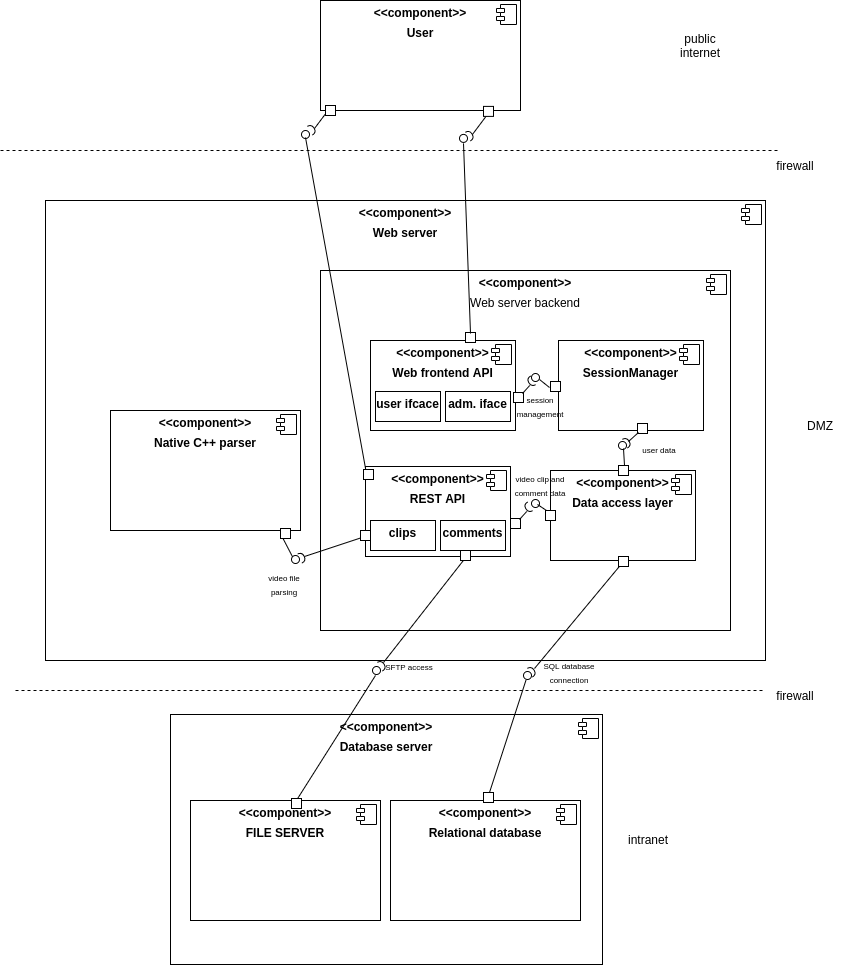 <<component>>
User
public
internet
firewall
<<component>>
Web server
<<component>>
Web server backend
<<component>>
Web frontend API
user ifcace
adm. iface
session
management
<<component>>
SessionManager
<<component>>
Native C++ parser
DMZ
user data
<<component>>
REST API
clips
comments
video clip and
comment data
<<component>>
Data access layer
video file
parsing
SFTP access
SQL database
connection
firewall
<<component>>
Database server
<<component>>
FILE SERVER
<<component>>
Relational database
intranet